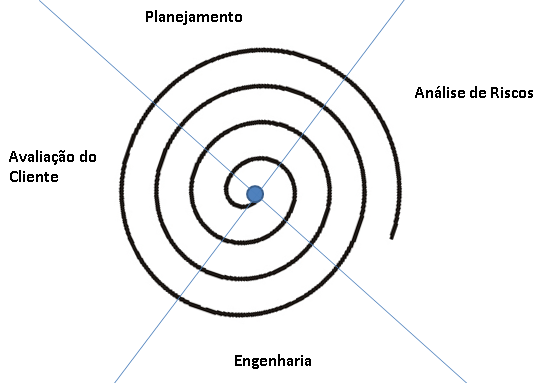 Planejamento
Análise de Riscos
Avaliação do
Cliente
Engenharia